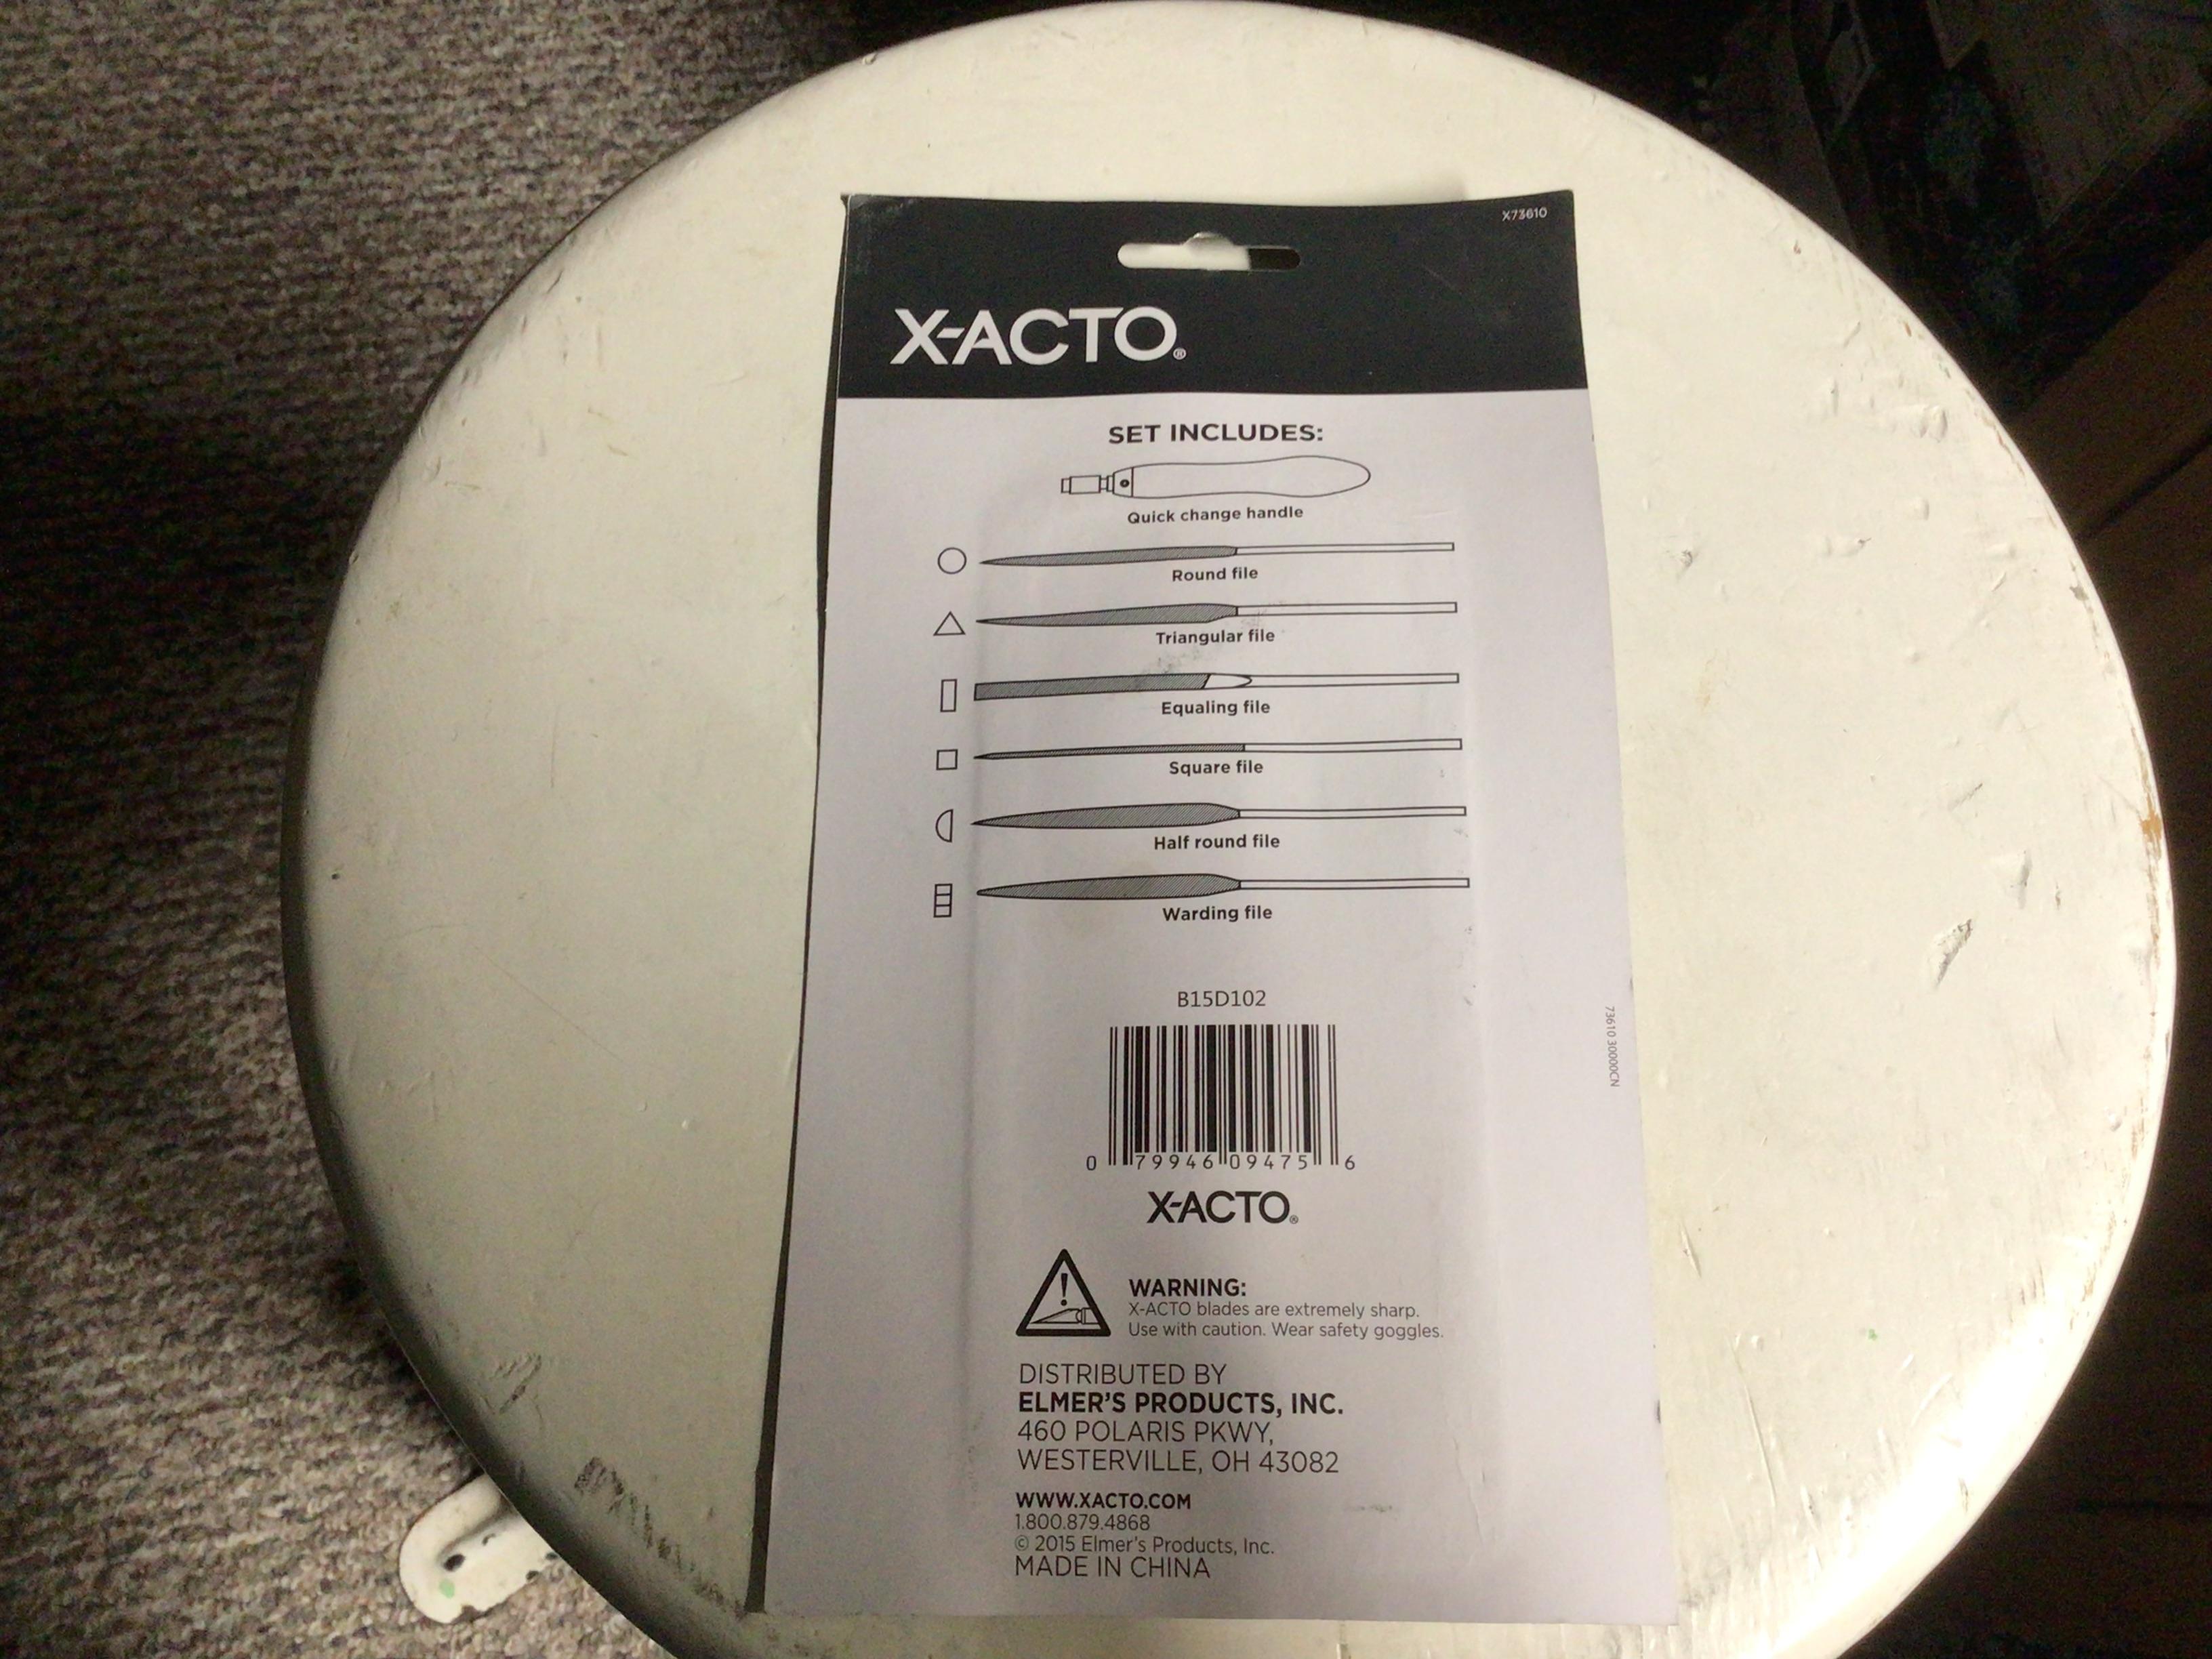 X73610
X-ACTO®
SET INCLUDES:
Quick change handle
Round file
Triangular file
Equaling file
Square file
Half round file
Warding file
B15D102
73610 30000CN
0 79946 09475 6
X-ACTO®
WARNING:
X-ACTO blades are extremely sharp.
Use with caution. Wear safety goggles.
DISTRIBUTED BY
ELMER'S PRODUCTS, INC.
460 POLARIS PKWY,
WESTERVILLE, OH 43082
WWW.XACTO.COM
1.800.879.4868
© 2015 Elmer's Products, Inc.
MADE IN CHINA